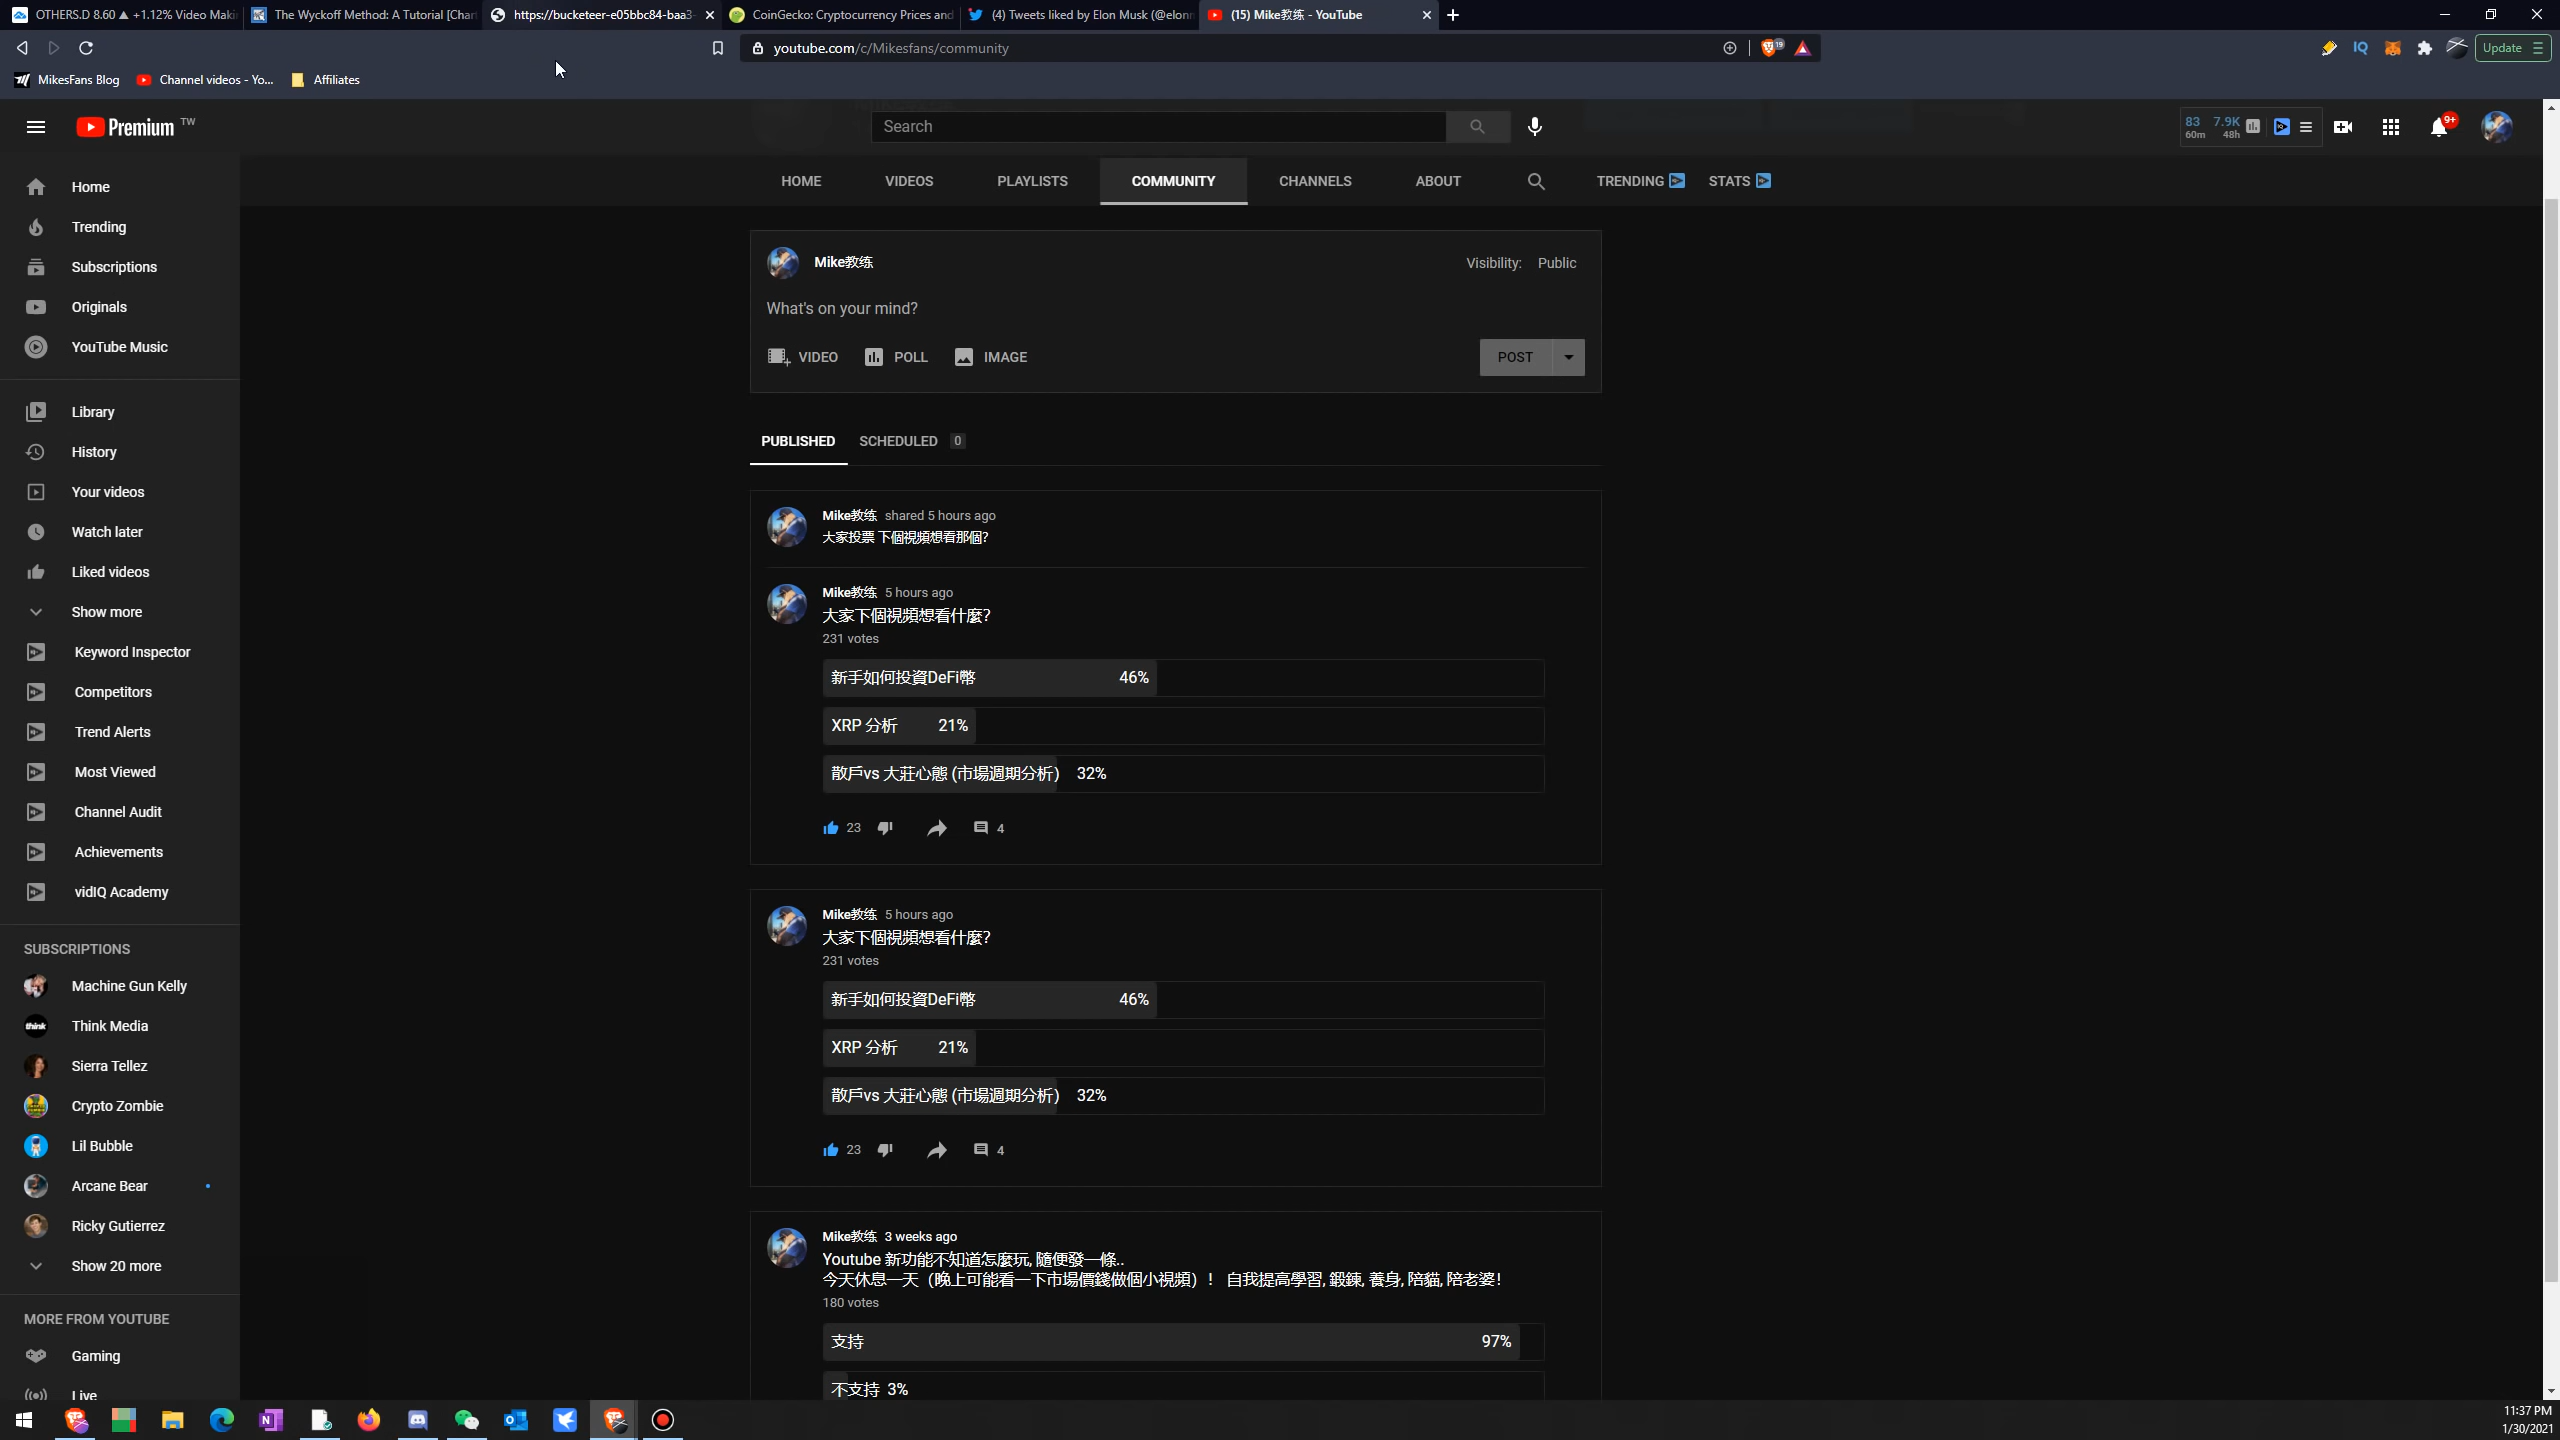 OTHERS.D 8.60 ▲ +1.12% Video Maki
The Wyckoff Method: A Tutorial [Chart
https://bucketeer-e05bbc84-baa3-
CoinGecko: Cryptocurrency Prices and
(4) Tweets liked by Elon Musk (@elonm
(15) Mike教练 - YouTube
youtube.com/c/Mikesfans/community
19
IQ
Update
MikesFans Blog
Channel videos - Yo...
Affiliates
Premium TW
Search
83 7.9K
60m 48h
9+
HOME
VIDEOS
PLAYLISTS
COMMUNITY
CHANNELS
ABOUT
TRENDING
STATS
Home
Trending
Subscriptions
Originals
YouTube Music
Library
History
Your videos
Watch later
Liked videos
Show more
Keyword Inspector
Competitors
Trend Alerts
Most Viewed
Channel Audit
Achievements
vidIQ Academy
SUBSCRIPTIONS
Machine Gun Kelly
think
Think Media
Sierra Tellez
Crypto Zombie
Lil Bubble
Arcane Bear
Ricky Gutierrez
Show 20 more
MORE FROM YOUTUBE
Gaming
Live
Mike教练
Visibility: Public
What's on your mind?
VIDEO
POLL
IMAGE
POST
PUBLISHED
SCHEDULED 0
Mike教练 shared 5 hours ago
大家投票 下個視頻想看那個?
Mike教练 5 hours ago
大家下個視頻想看什麼?
231 votes
新手如何投資DeFi幣 46%
XRP 分析 21%
散戶vs 大莊心態 (市場週期分析) 32%
23
4
Mike教练 5 hours ago
大家下個視頻想看什麼?
231 votes
新手如何投資DeFi幣 46%
XRP 分析 21%
散戶vs 大莊心態 (市場週期分析) 32%
23
4
Mike教练 3 weeks ago
Youtube 新功能不知道怎麼玩, 隨便發一條..
今天休息一天（晚上可能看一下市場價錢做個小視頻）！ 自我提高學習, 鍛鍊, 養身, 陪貓, 陪老婆!
180 votes
支持 97%
不支持 3%
11:37 PM
1/30/2021